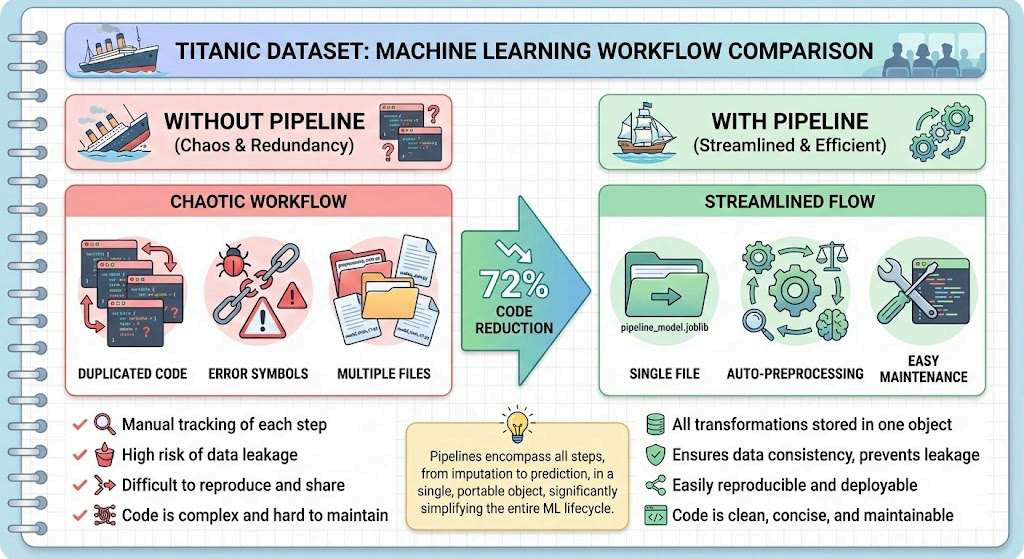 TITANIC DATASET: MACHINE LEARNING WORKFLOW COMPARISON
WITHOUT PIPELINE
(Chaos & Redundancy)
WITH PIPELINE
(Streamlined & Efficient)
CHAOTIC WORKFLOW
DUPLICATED CODE
ERROR SYMBOLS
MULTIPLE FILES
72%
CODE
REDUCTION
STREAMLINED FLOW
pipeline_model.joblib
SINGLE FILE
AUTO-PREPROCESSING
EASY
MAINTENANCE
Manual tracking of each step
High risk of data leakage
Difficult to reproduce and share
Code is complex and hard to maintain
Pipelines encompass all steps,
from imputation to prediction, in a
single, portable object, significantly
simplifying the entire ML lifecycle.
All transformations stored in one object
Ensures data consistency, prevents leakage
Easily reproducible and deployable
Code is clean, concise, and maintainable